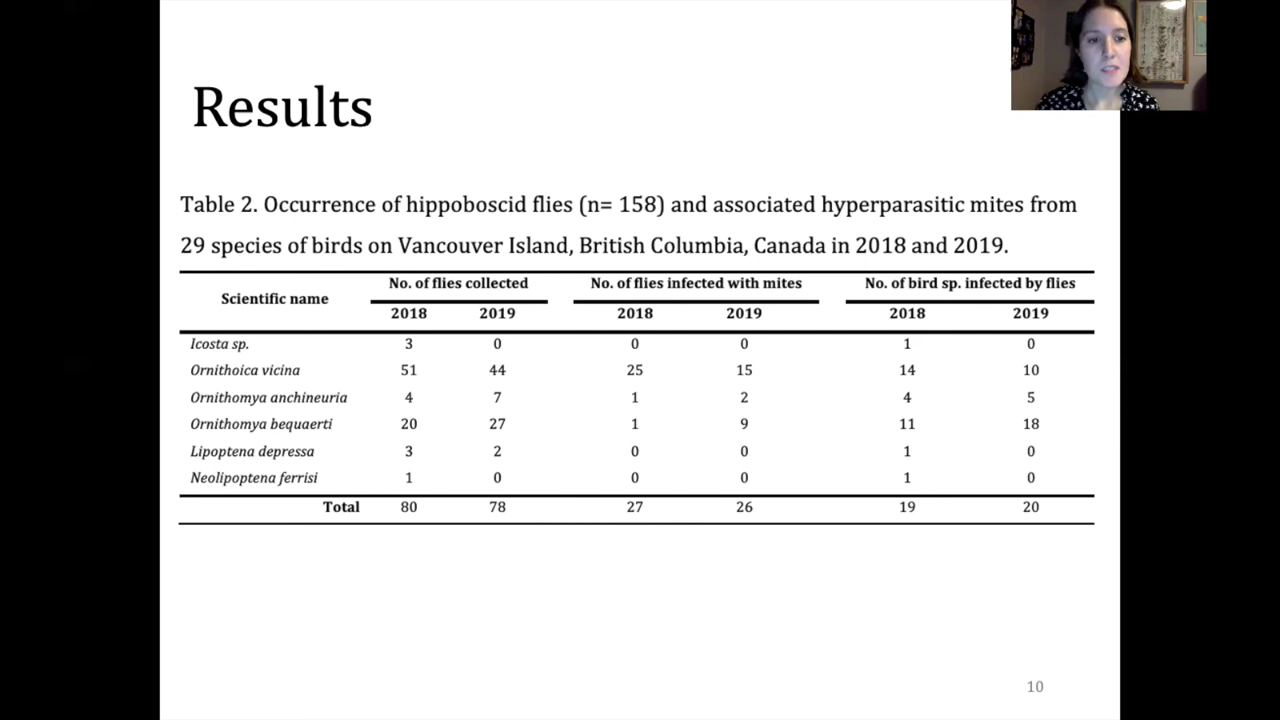 Results
Table 2. Occurrence of hippoboscid flies (n= 158) and associated hyperparasitic mites from
29 species of birds on Vancouver Island, British Columbia, Canada in 2018 and 2019.
Scientific name No. of flies collected No. of flies infected with mites No. of bird sp. infected by flies
2018 2019 2018 2019 2018 2019
Icosta sp. 3 0 0 0 1 0
Ornithoica vicina 51 44 25 15 14 10
Ornithomya anchineuria 4 7 1 2 4 5
Ornithomya bequaerti 20 27 1 9 11 18
Lipoptena depressa 3 2 0 0 1 0
Neolipoptena ferrisi 1 0 0 0 1 0
Total 80 78 27 26 19 20
10